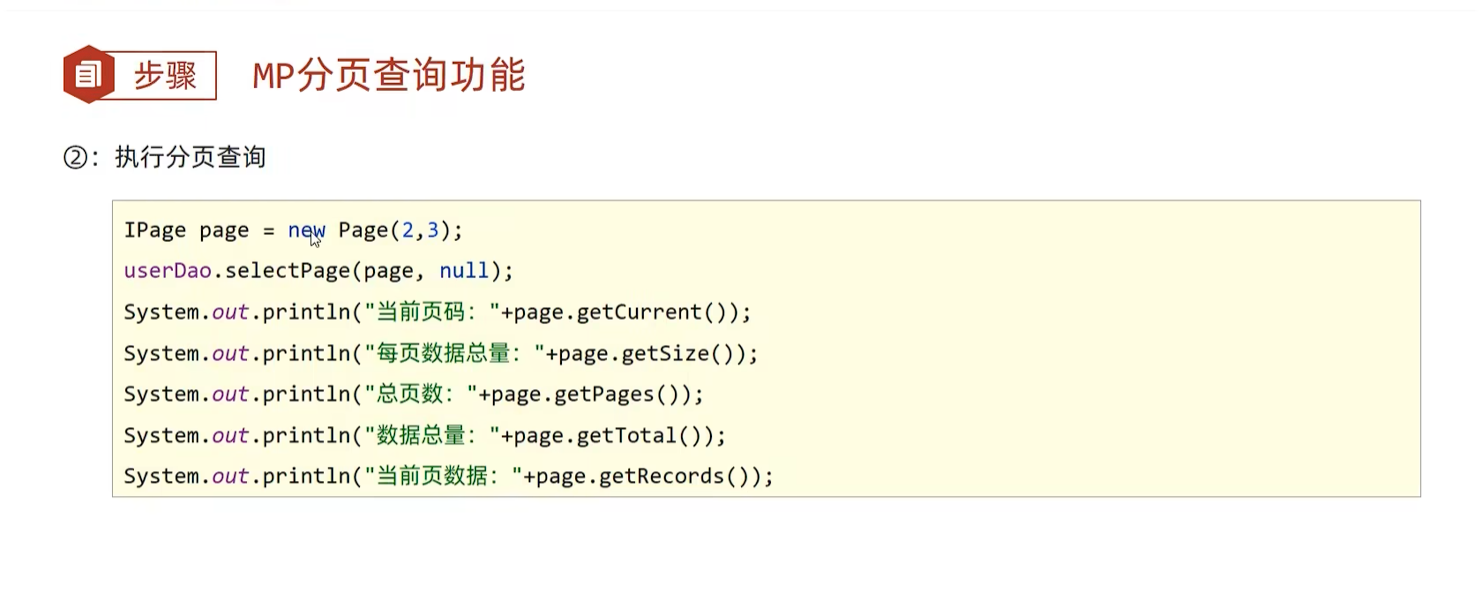 步骤 MP分页查询功能
②：执行分页查询
IPage page = new Page(2,3);
userDao.selectPage(page, null);
System.out.println("当前页码："+page.getCurrent());
System.out.println("每页数据总量："+page.getSize());
System.out.println("总页数："+page.getPages());
System.out.println("数据总量："+page.getTotal());
System.out.println("当前页数据："+page.getRecords());